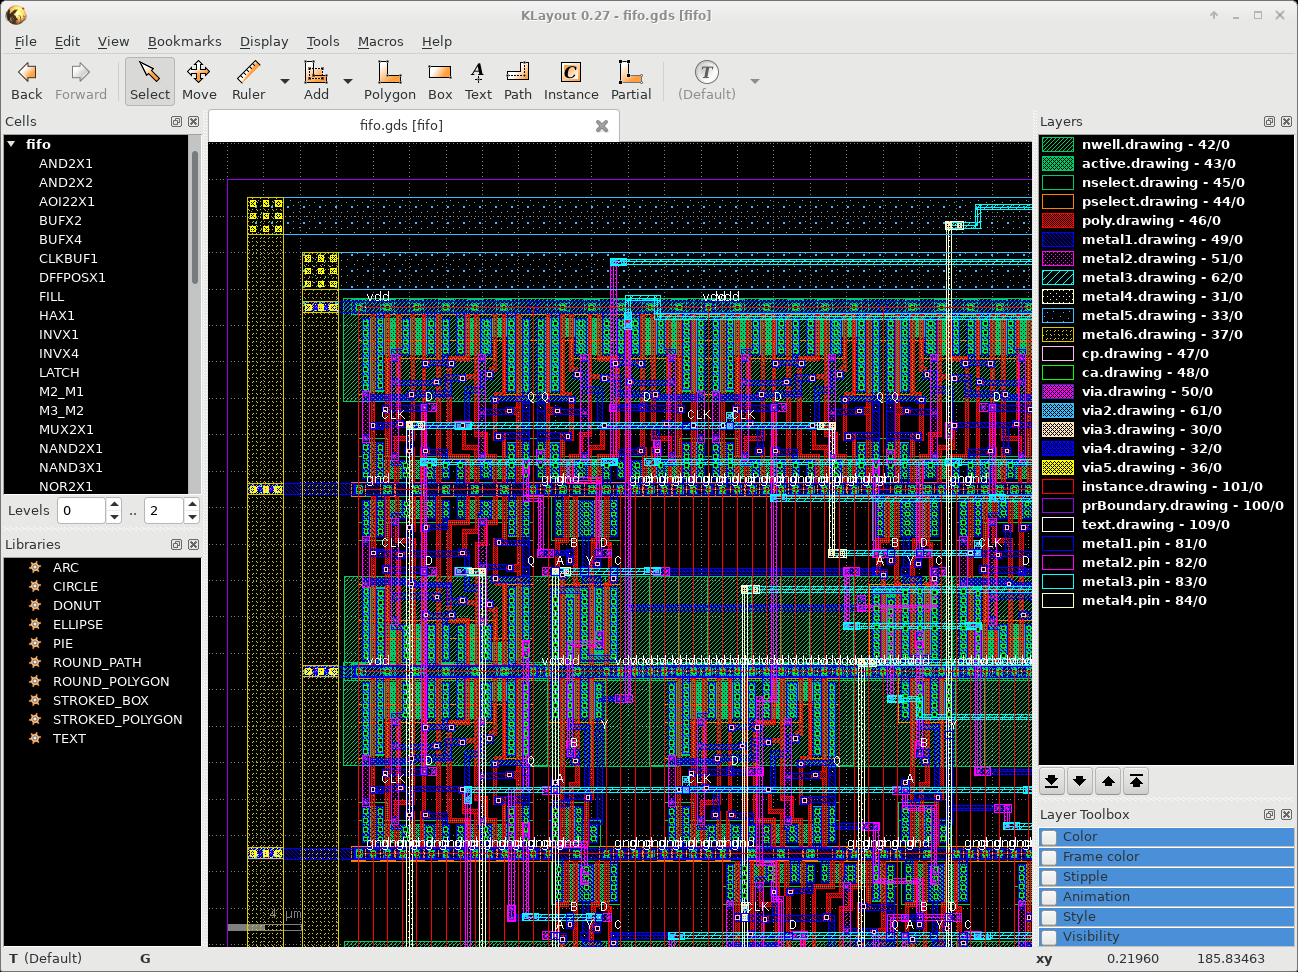 KLayout 0.27 - fifo.gds [fifo]
File Edit View Bookmarks Display Tools Macros Help
Back Forward Select Move Ruler Add Polygon Box Text Path Instance Partial (Default)
Cells
fifo
AND2X1
AND2X2
AOI22X1
BUFX2
BUFX4
CLKBUF1
DFFPOSX1
FILL
HAX1
INVX1
INVX4
LATCH
M2_M1
M3_M2
MUX2X1
NAND2X1
NAND3X1
NOR2X1
Levels 0 .. 2
Libraries
ARC
CIRCLE
DONUT
ELLIPSE
PIE
ROUND_PATH
ROUND_POLYGON
STROKED_BOX
STROKED_POLYGON
TEXT
T (Default) G
fifo.gds [fifo]
vdd
D Q Q D Q Q D
CLK CLK CLK
gnd
CLK B D B D CLK
D Q A Y C A Y C
vdd
Y
B B
D Q D Q
CLK A CLK A
B D CLK B D
A Y C D Q A Y C
4 µm
Layers
nwell.drawing - 42/0
active.drawing - 43/0
nselect.drawing - 45/0
pselect.drawing - 44/0
poly.drawing - 46/0
metal1.drawing - 49/0
metal2.drawing - 51/0
metal3.drawing - 62/0
metal4.drawing - 31/0
metal5.drawing - 33/0
metal6.drawing - 37/0
cp.drawing - 47/0
ca.drawing - 48/0
via.drawing - 50/0
via2.drawing - 61/0
via3.drawing - 30/0
via4.drawing - 32/0
via5.drawing - 36/0
instance.drawing - 101/0
prBoundary.drawing - 100/0
text.drawing - 109/0
metal1.pin - 81/0
metal2.pin - 82/0
metal3.pin - 83/0
metal4.pin - 84/0
Layer Toolbox
Color
Frame color
Stipple
Animation
Style
Visibility
xy 0.21960 185.83463